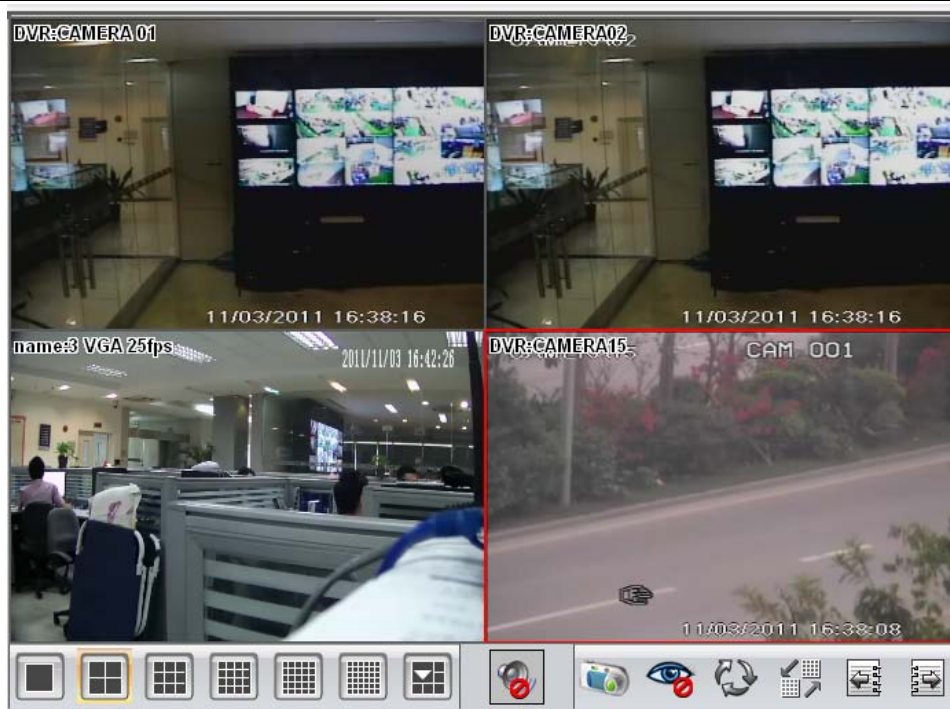 DVR:CAMERA 01
11/03/2011 16:38:16
DVR:CAMERA02
11/03/2011 16:38:16
name:3 VGA 25fps
2011/11/03 16:42:26
DVR:CAMERA15
CAM 001
11/03/2011 16:38:08